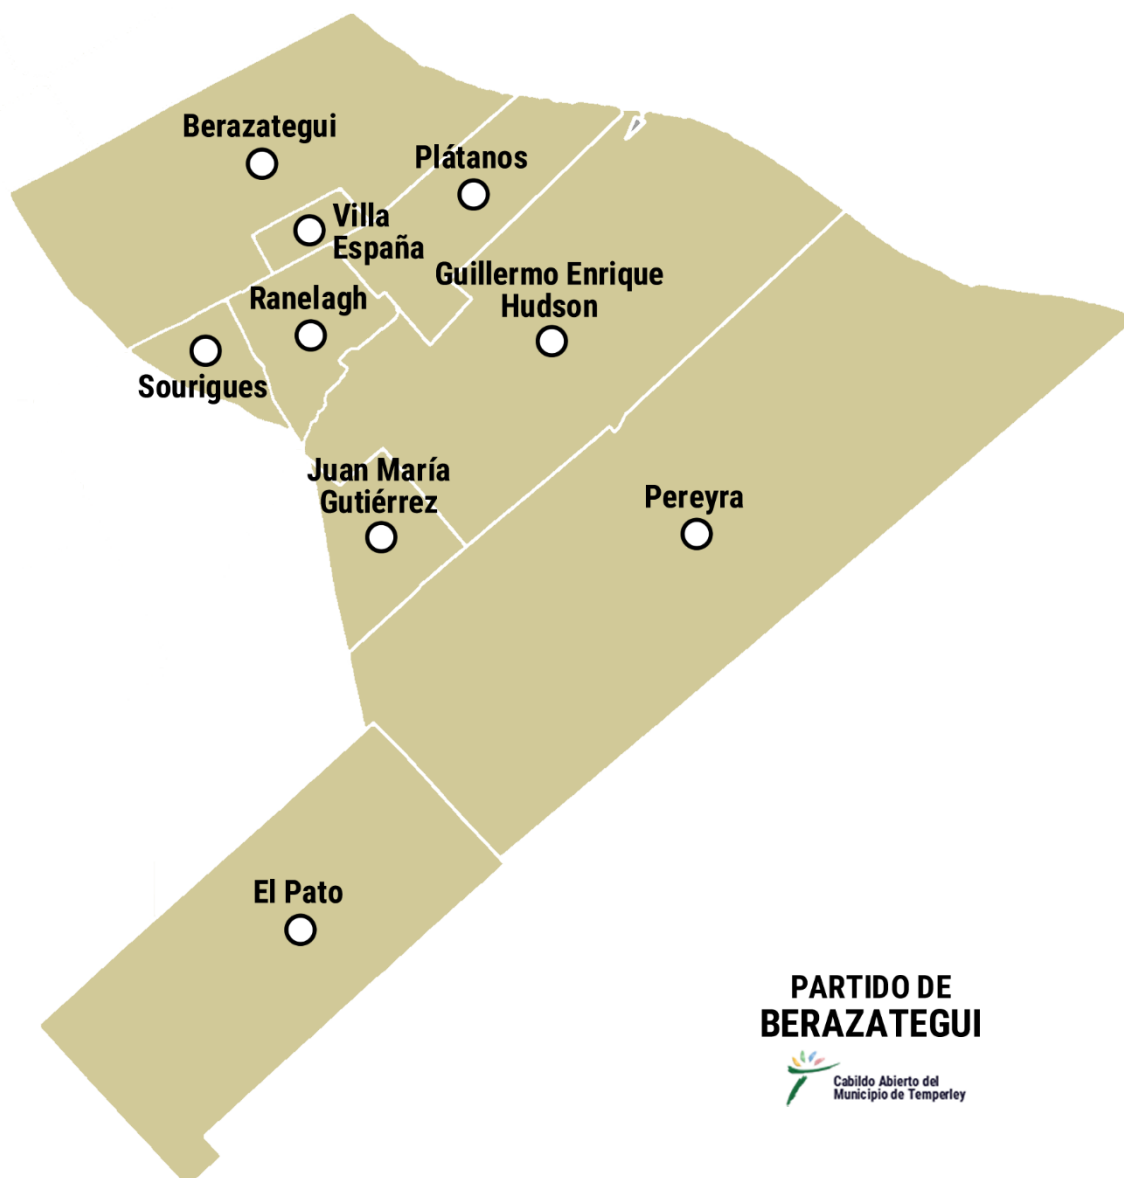 Berazategui
Plátanos
Villa
España
Guillermo Enrique
Hudson
Ranelagh
Sourigues
Juan María
Gutiérrez
Pereyra
El Pato
PARTIDO DE
BERAZATEGUI
Cabildo Abierto del
Municipio de Temperley